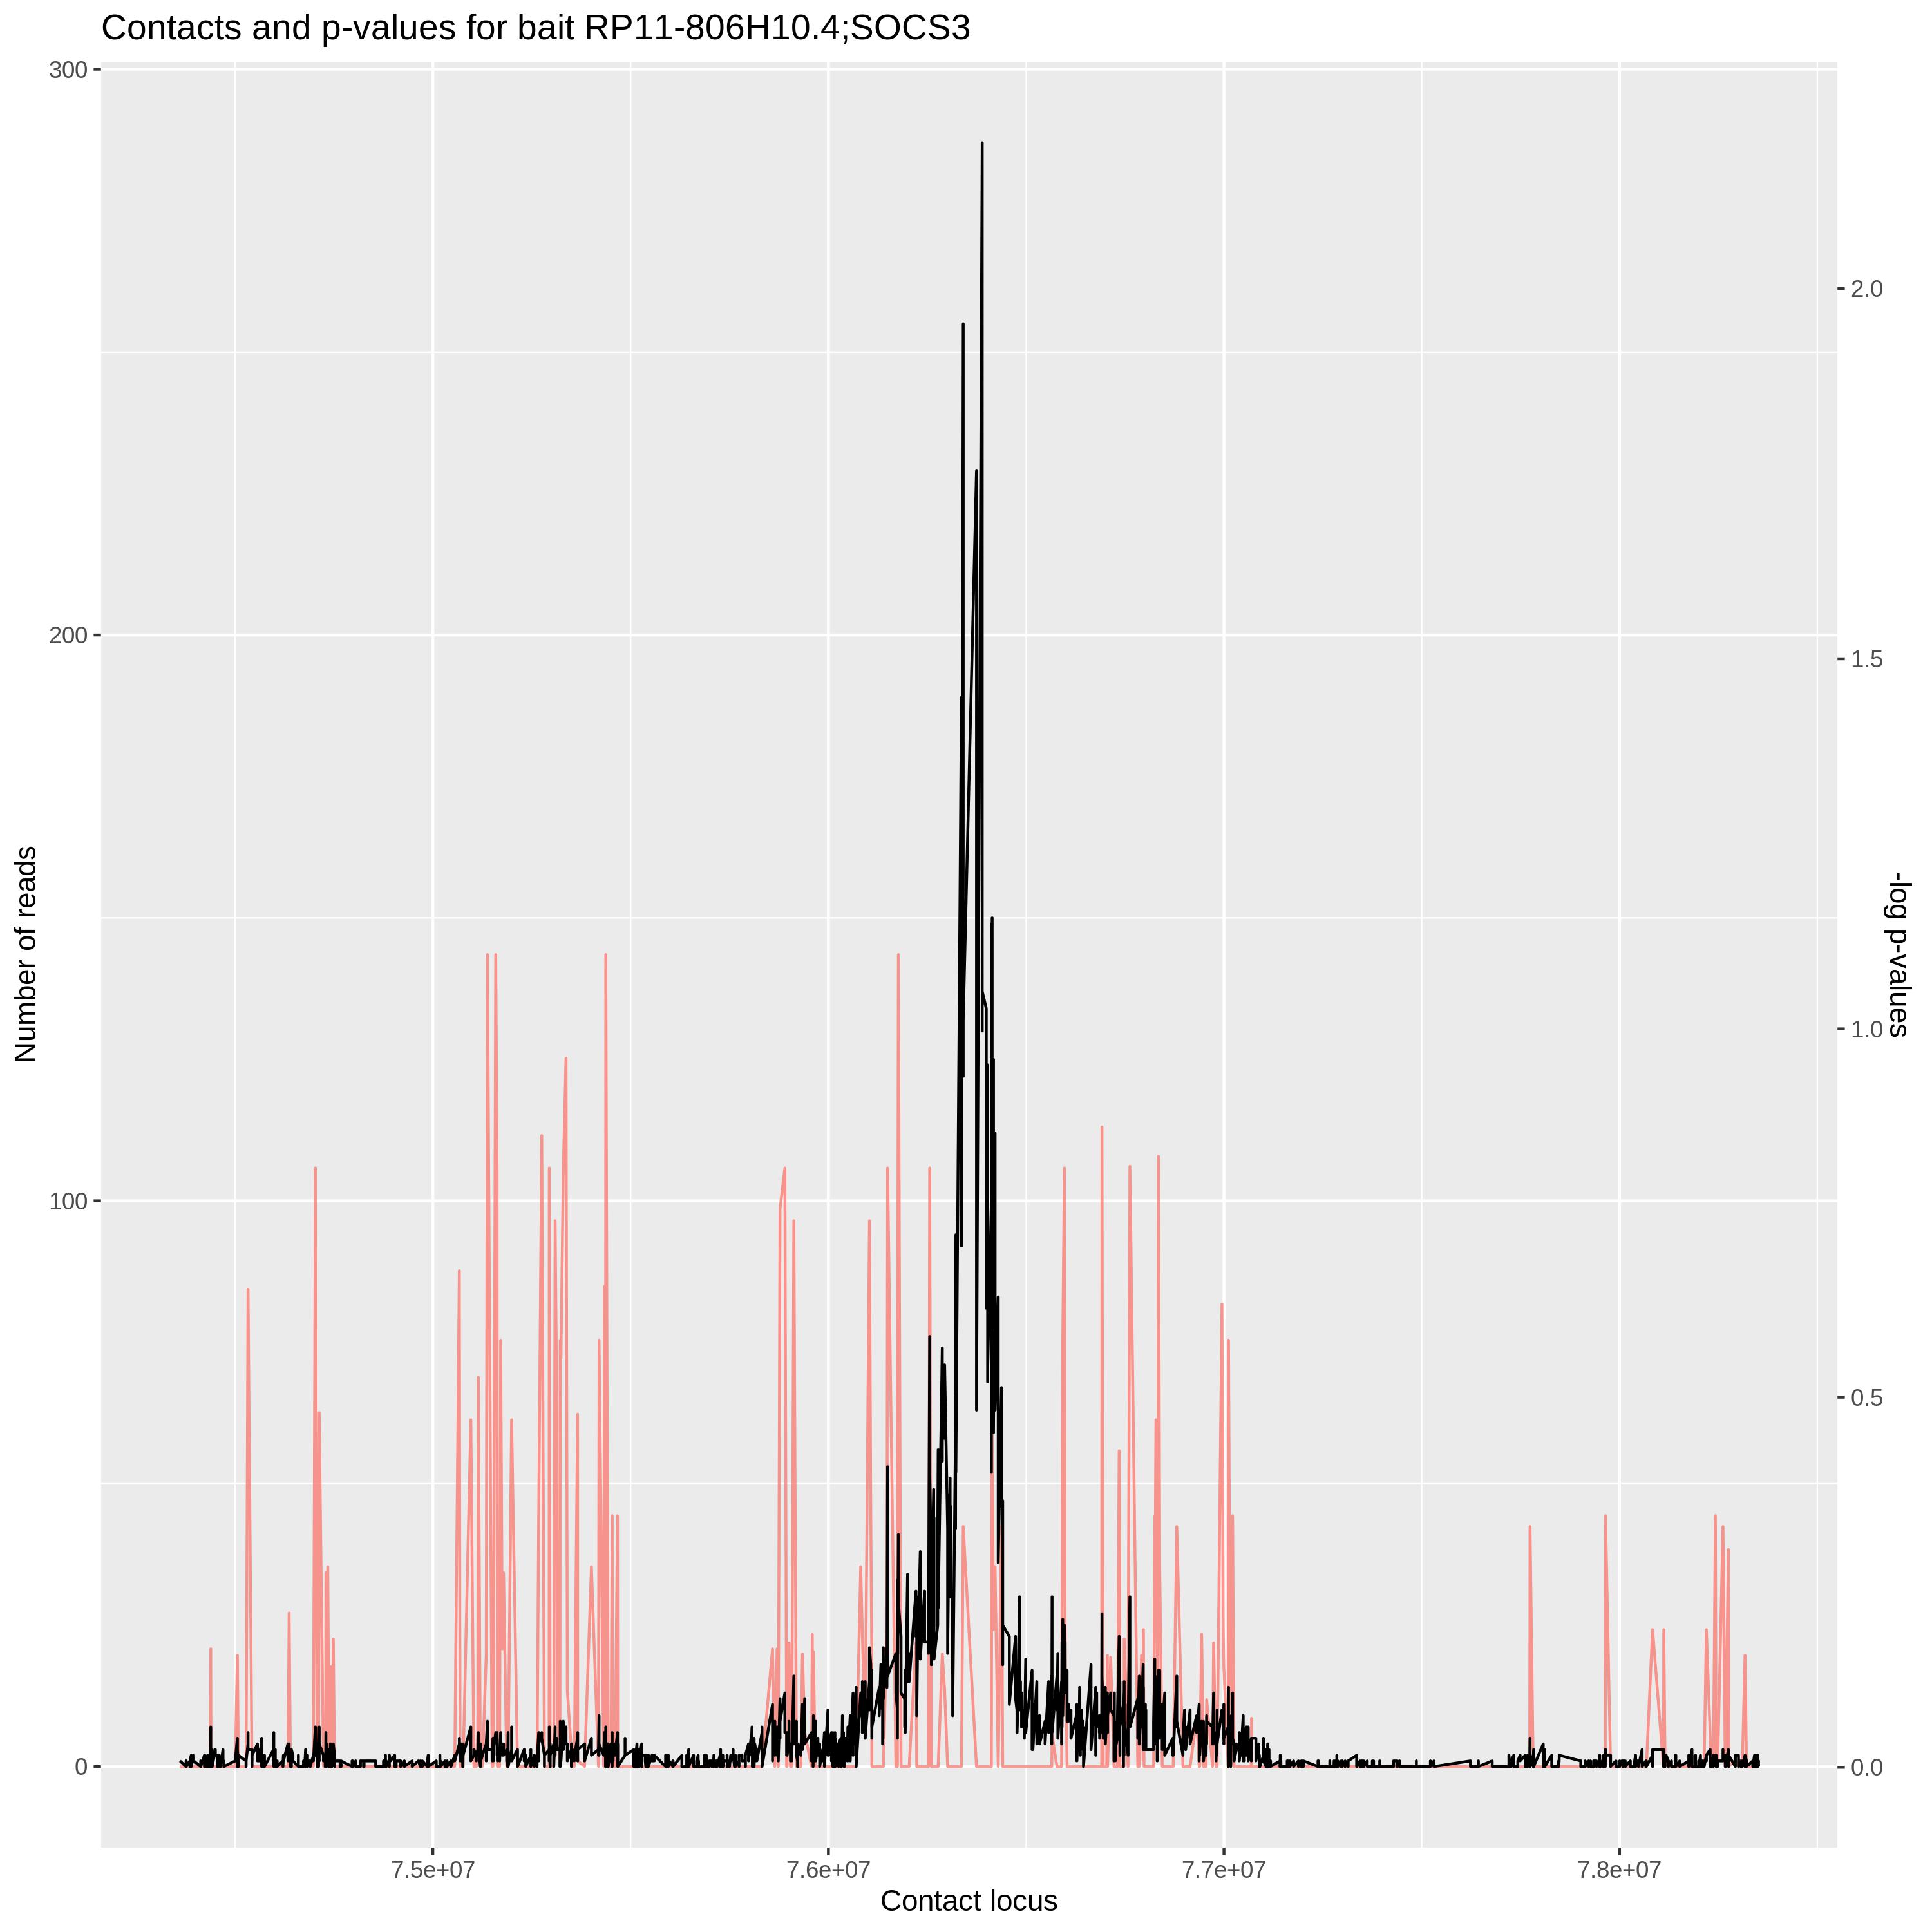 Contacts and p-values for bait RP11-806H10.4;SOCS3
300
200
100
0
Number of reads
2.0
1.5
1.0
0.5
0.0
-log p-values
7.5e+07 7.6e+07 7.7e+07 7.8e+07
Contact locus